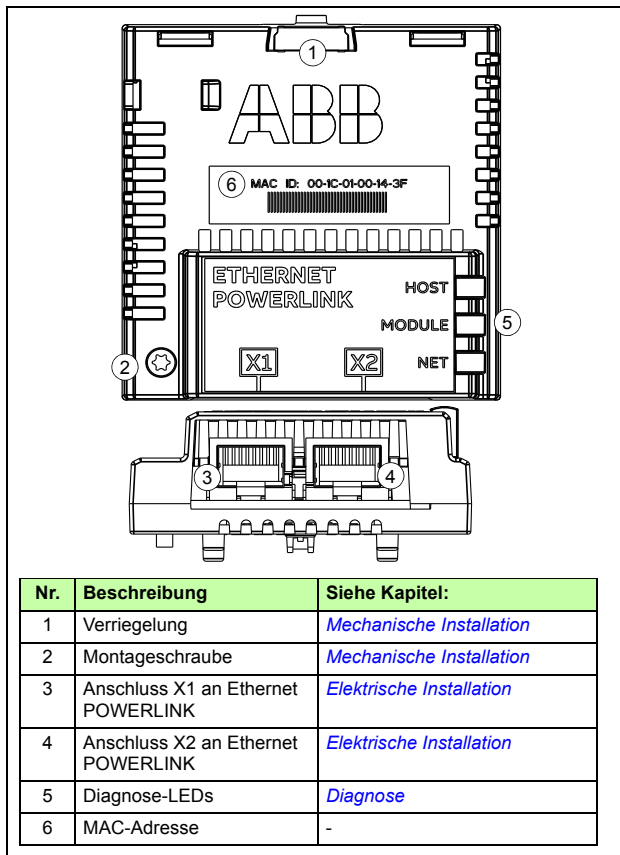 1
ABB
6 MAC ID: 00-1C-01-00-14-3F
ETHERNET
POWERLINK
HOST
MODULE
NET
5
2
X1 X2
3 4
Nr. Beschreibung Siehe Kapitel:
1 Verriegelung Mechanische Installation
2 Montageschraube Mechanische Installation
3 Anschluss X1 an Ethernet
POWERLINK Elektrische Installation
4 Anschluss X2 an Ethernet
POWERLINK Elektrische Installation
5 Diagnose-LEDs Diagnose
6 MAC-Adresse -